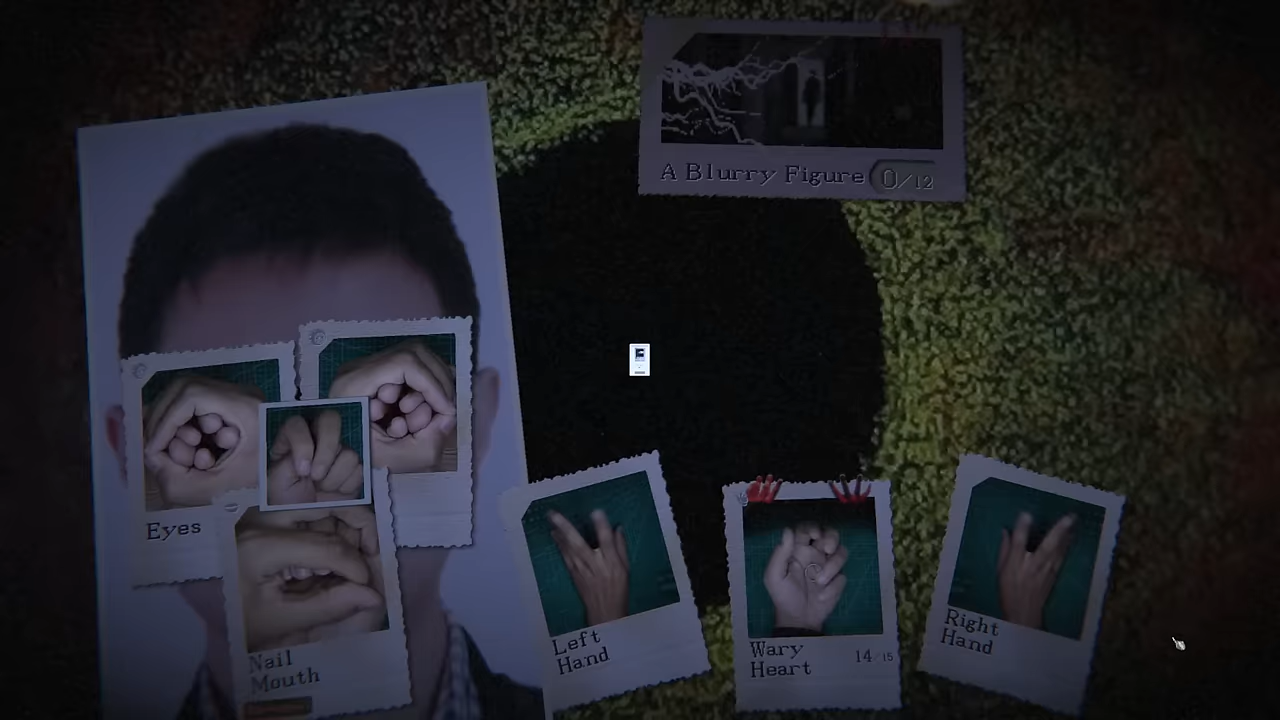 A Blurry Figure 0/12
Eyes
Nail
Mouth
Left
Hand
Wary
Heart 14/15
Right
Hand